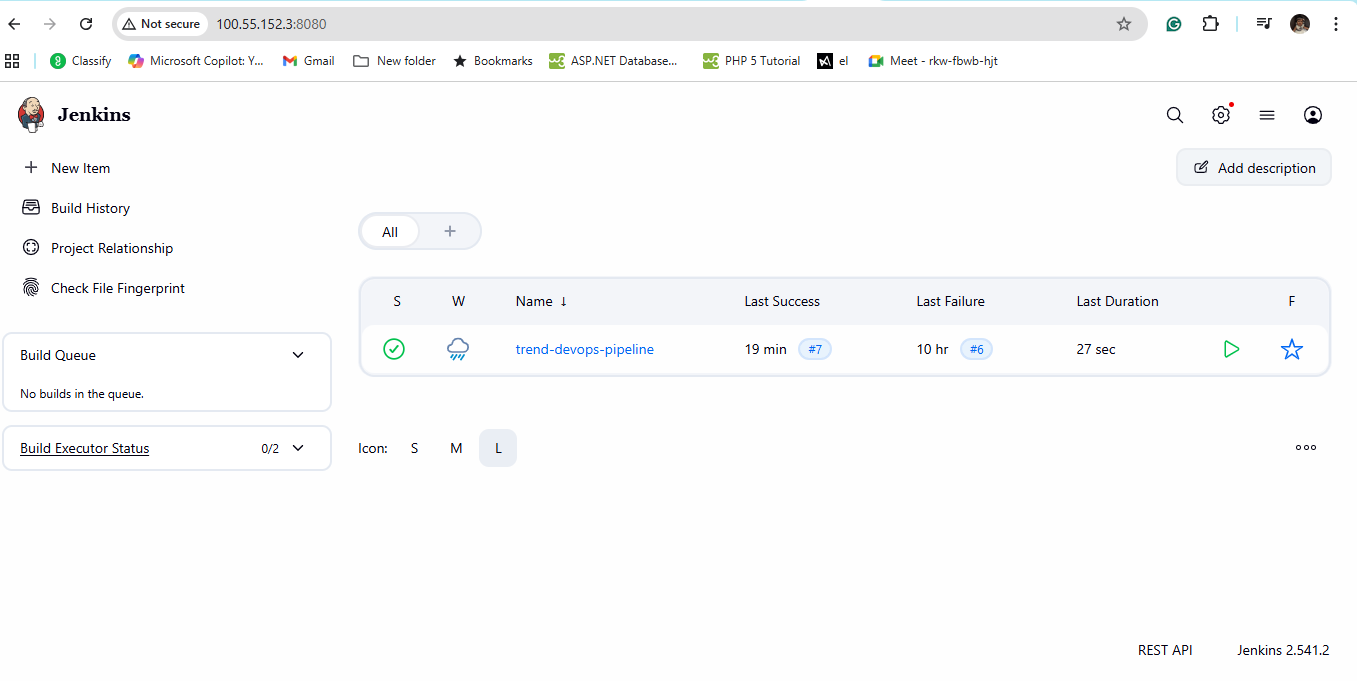 Not secure 100.55.152.3:8080
Classify Microsoft Copilot: Y... Gmail New folder Bookmarks ASP.NET Database... PHP 5 Tutorial el Meet - rkw-fbwb-hjt
Jenkins
New Item
Add description
Build History
All +
Project Relationship
Check File Fingerprint
S W Name ↓ Last Success Last Failure Last Duration F
trend-devops-pipeline 19 min #7 10 hr #6 27 sec
Build Queue
No builds in the queue.
Build Executor Status 0/2
Icon: S M L
REST API Jenkins 2.541.2